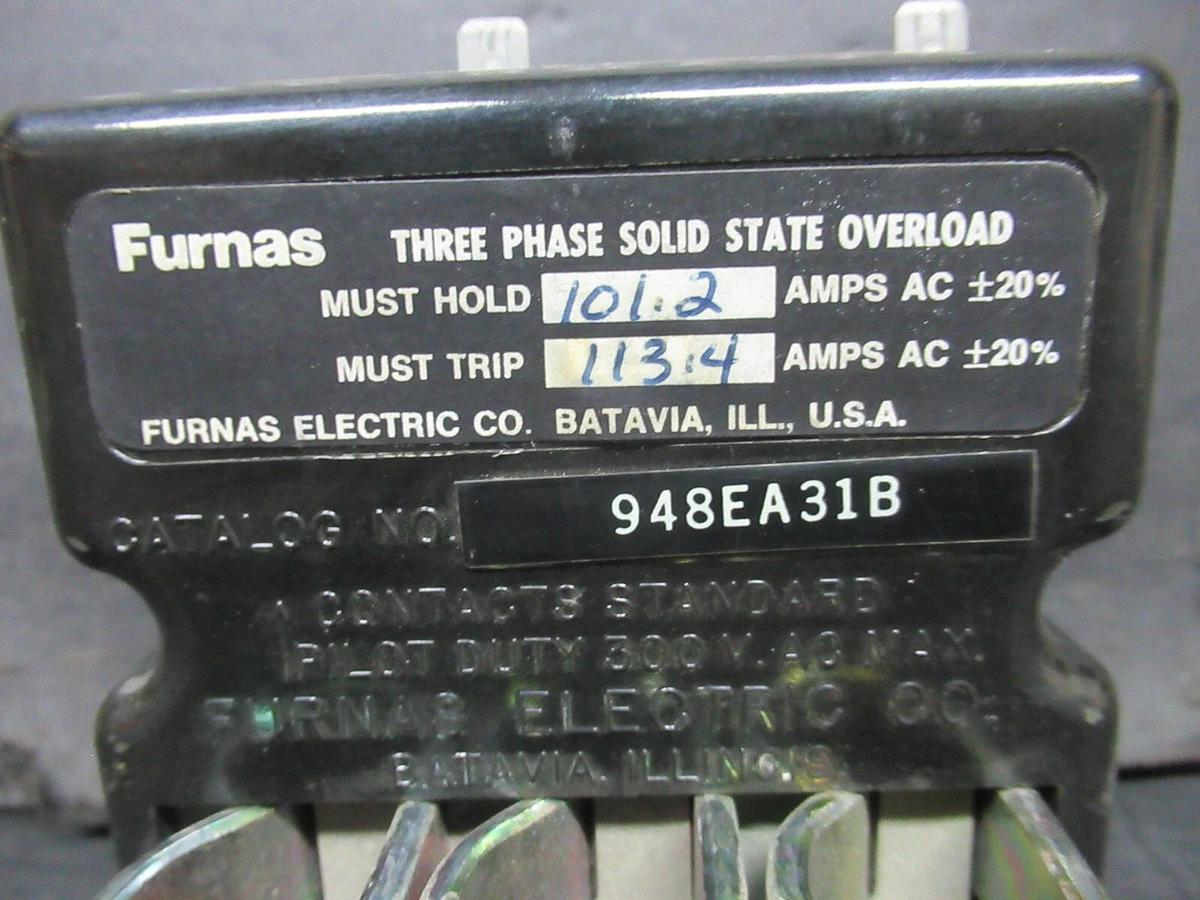 Furnas THREE PHASE SOLID STATE OVERLOAD
MUST HOLD 101.2 AMPS AC ±20%
MUST TRIP 113.4 AMPS AC ±20%
FURNAS ELECTRIC CO. BATAVIA, ILL., U.S.A.
CATALOG NO. 948EA31B
CONTACTS STANDARD
PILOT DUTY 300 V. AC MAX.
FURNAS ELECTRIC CO.
BATAVIA, ILLINOIS